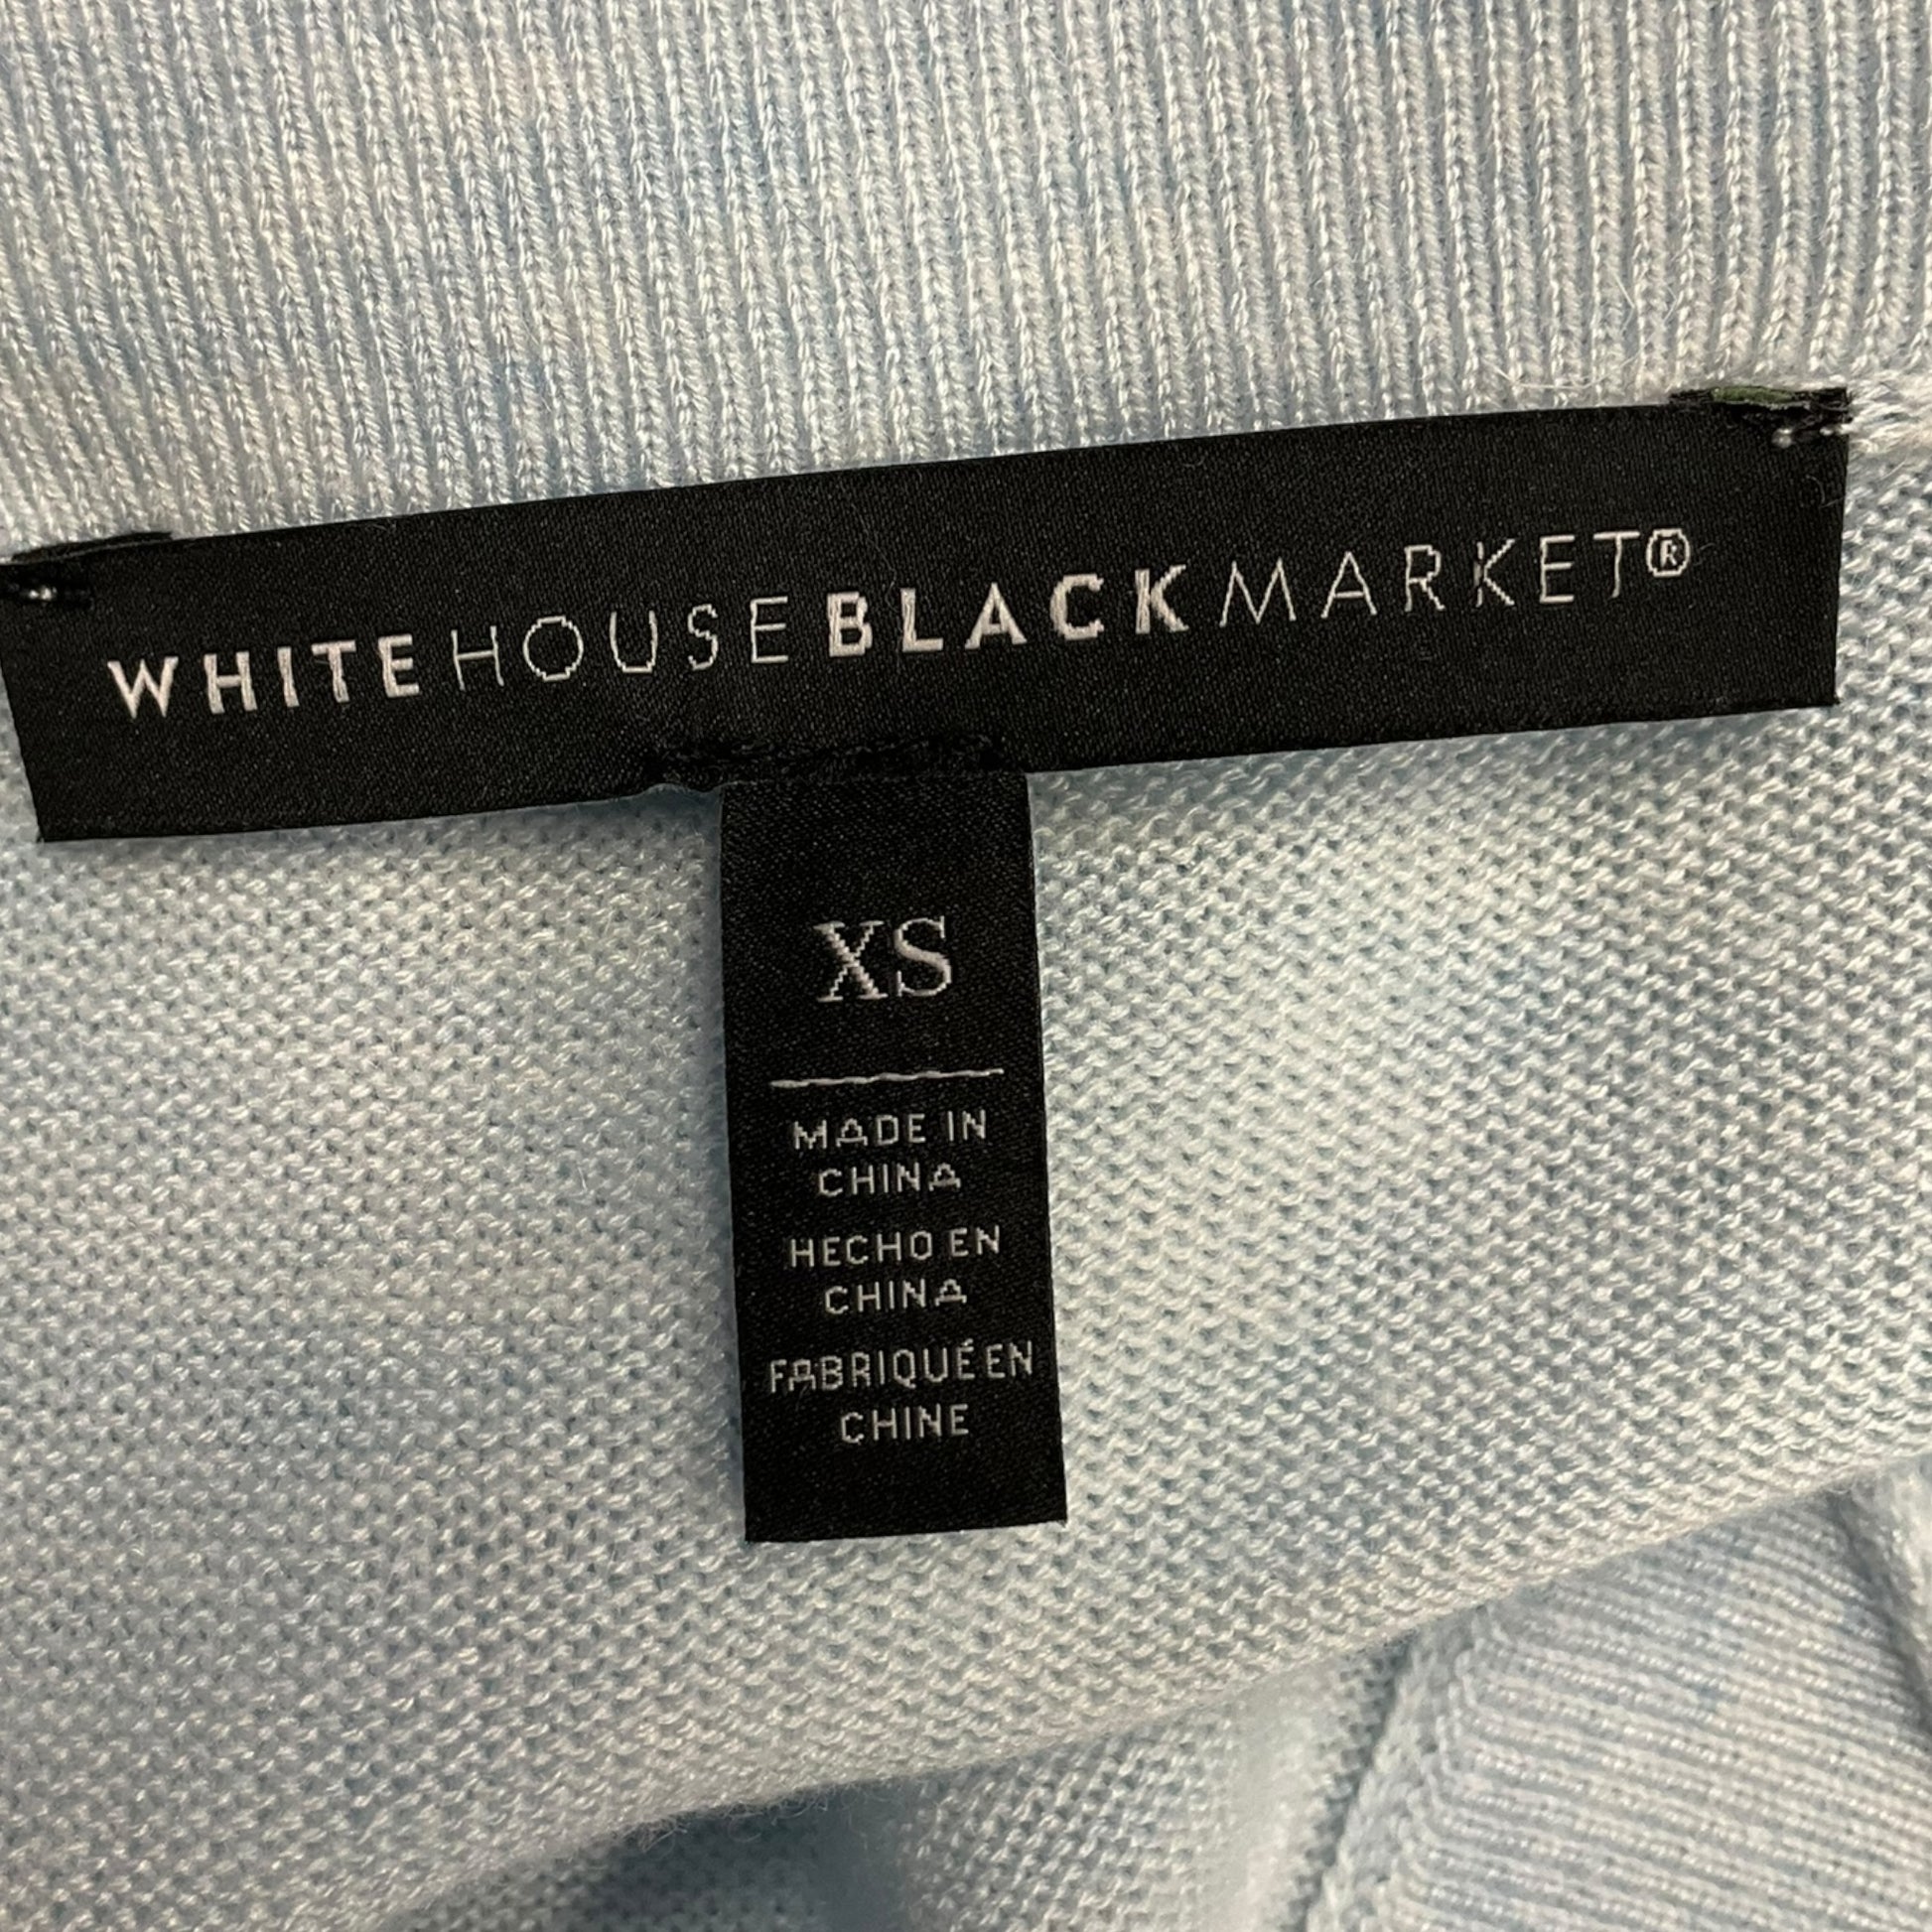 WHITEHOUSEBLACKMARKET®
XS
MADE IN
CHINA
HECHO EN
CHINA
FABRIQUÉ EN
CHINE